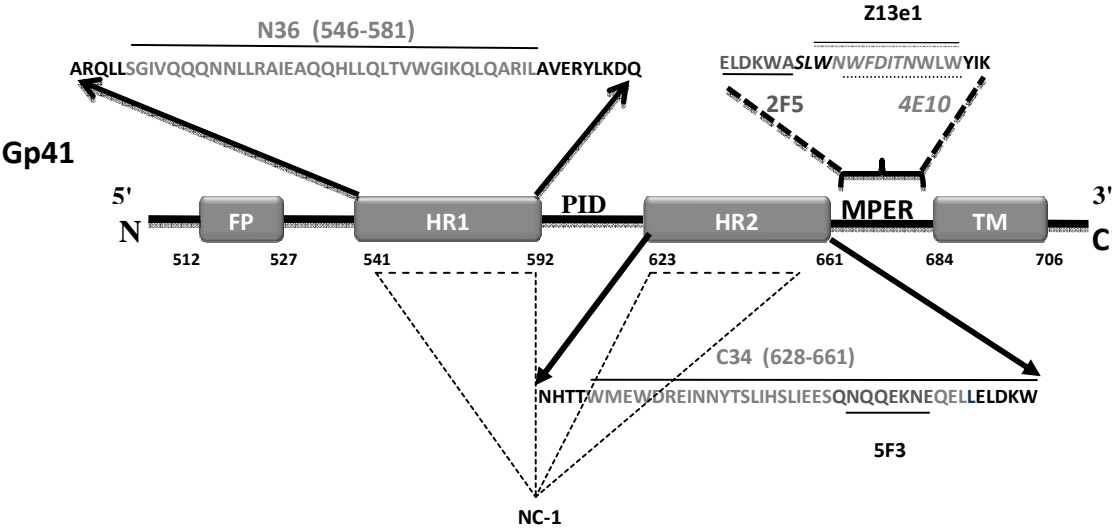 Z13e1
N36 (546-581)
ARQLLSGIVQQQNNLLRAIEAQQHLLQLTVWGIKQLQARILAVERYLKDQ
ELDKWASLWNWFDITNWLWYIK
2F5
4E10
Gp41
5'
3'
N
FP
HR1
PID
HR2
MPER
TM
C
512
527
541
592
623
661
684
706
C34 (628-661)
NHTTWMEWDREINNYTSLIHSLIEESQNQQEKNEQELLELDKW
5F3
NC-1